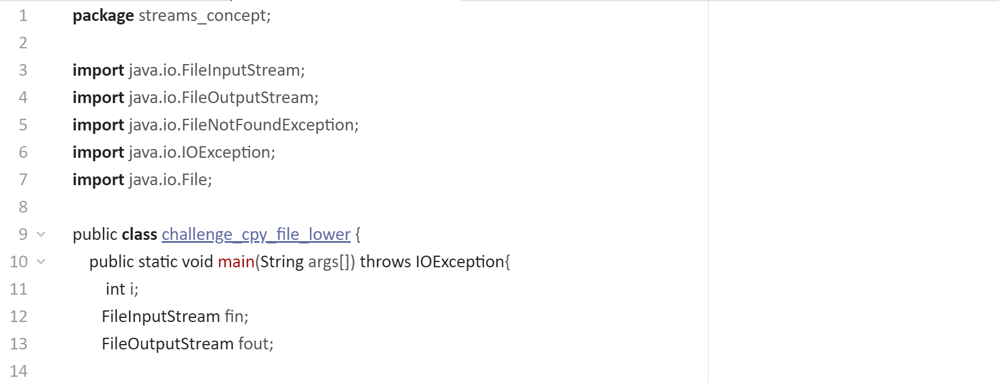 1 package streams_concept;
2
3 import java.io.FileInputStream;
4 import java.io.FileOutputStream;
5 import java.io.FileNotFoundException;
6 import java.io.IOException;
7 import java.io.File;
8
9 public class challenge_cpy_file_lower {
10 public static void main(String args[]) throws IOException{
11 int i;
12 FileInputStream fin;
13 FileOutputStream fout;
14